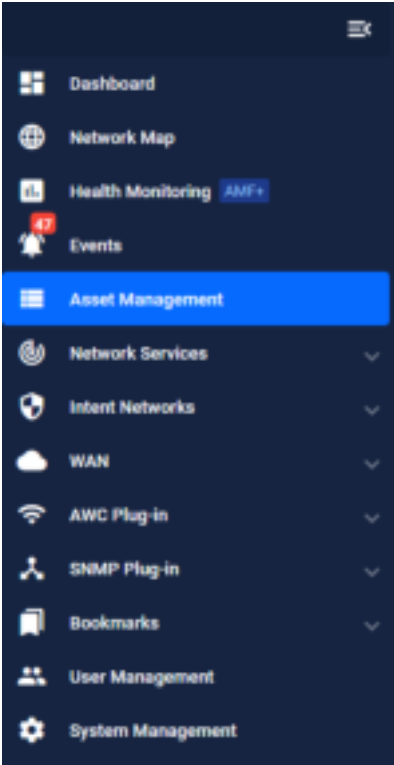 Dashboard
Network Map
Health Monitoring AMF+
47
Events
Asset Management
Network Services
Intent Networks
WAN
AWC Plug-in
SNMP Plug-in
Bookmarks
User Management
System Management